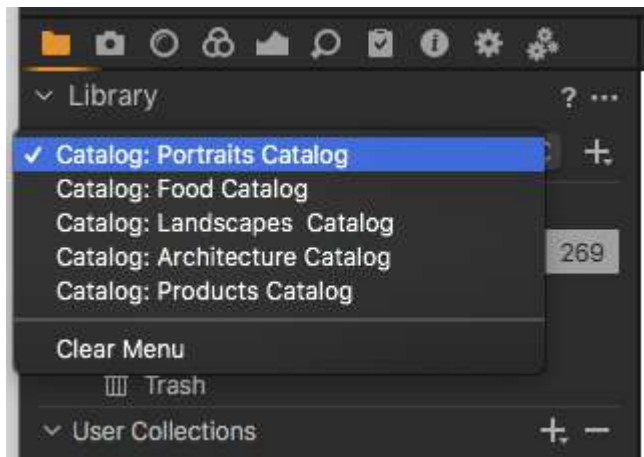 Library
? ...
Catalog: Portraits Catalog
Catalog: Food Catalog
Catalog: Landscapes  Catalog
Catalog: Architecture Catalog
269
Catalog: Products Catalog
Clear Menu
Trash
User Collections